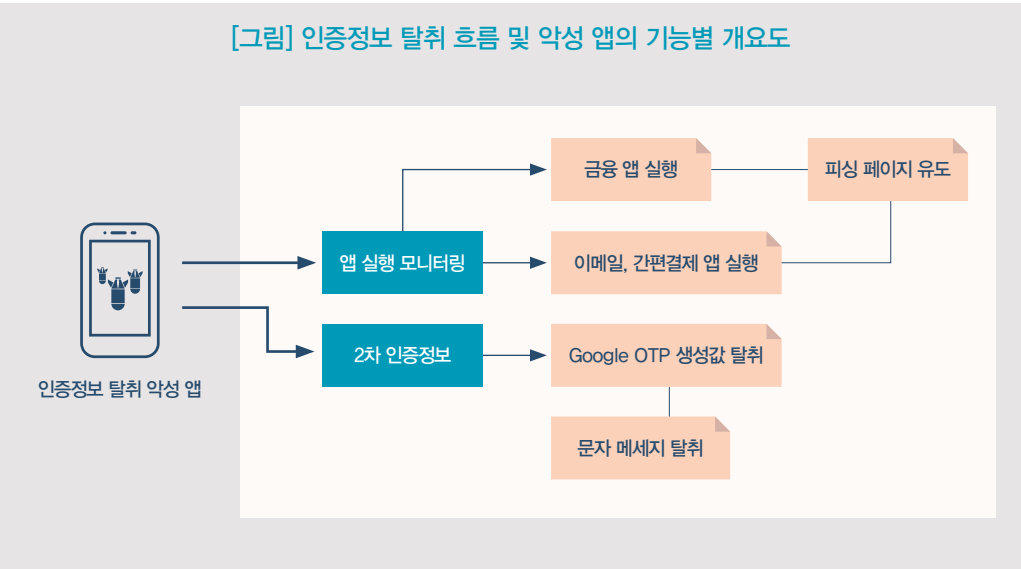 [그림] 인증정보 탈취 흐름 및 악성 앱의 기능별 개요도
금융 앱 실행
피싱 페이지 유도
앱 실행 모니터링
이메일, 간편결제 앱 실행
2차 인증정보
Google OTP 생성값 탈취
인증정보 탈취 악성 앱
문자 메세지 탈취